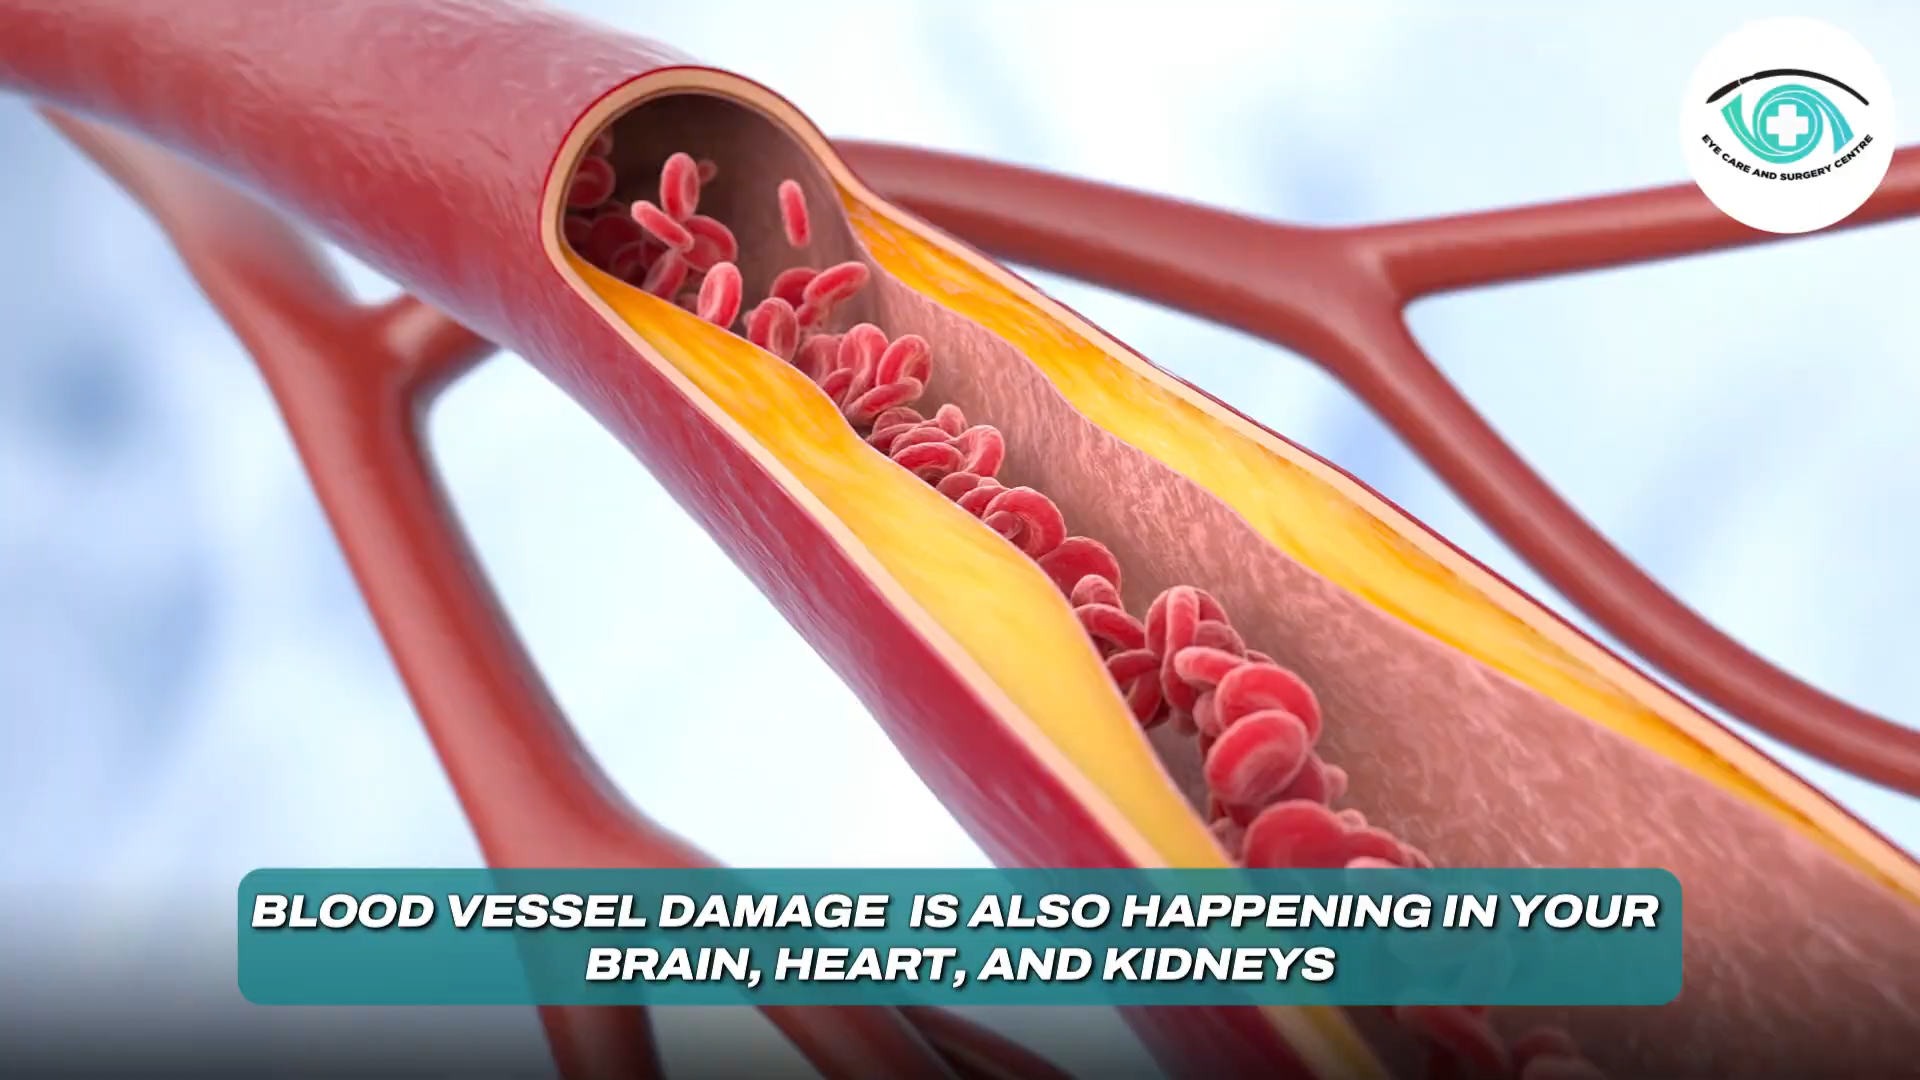 EYE CARE AND SURGERY CENTRE
BLOOD VESSEL DAMAGE IS ALSO HAPPENING IN YOUR
BRAIN, HEART, AND KIDNEYS